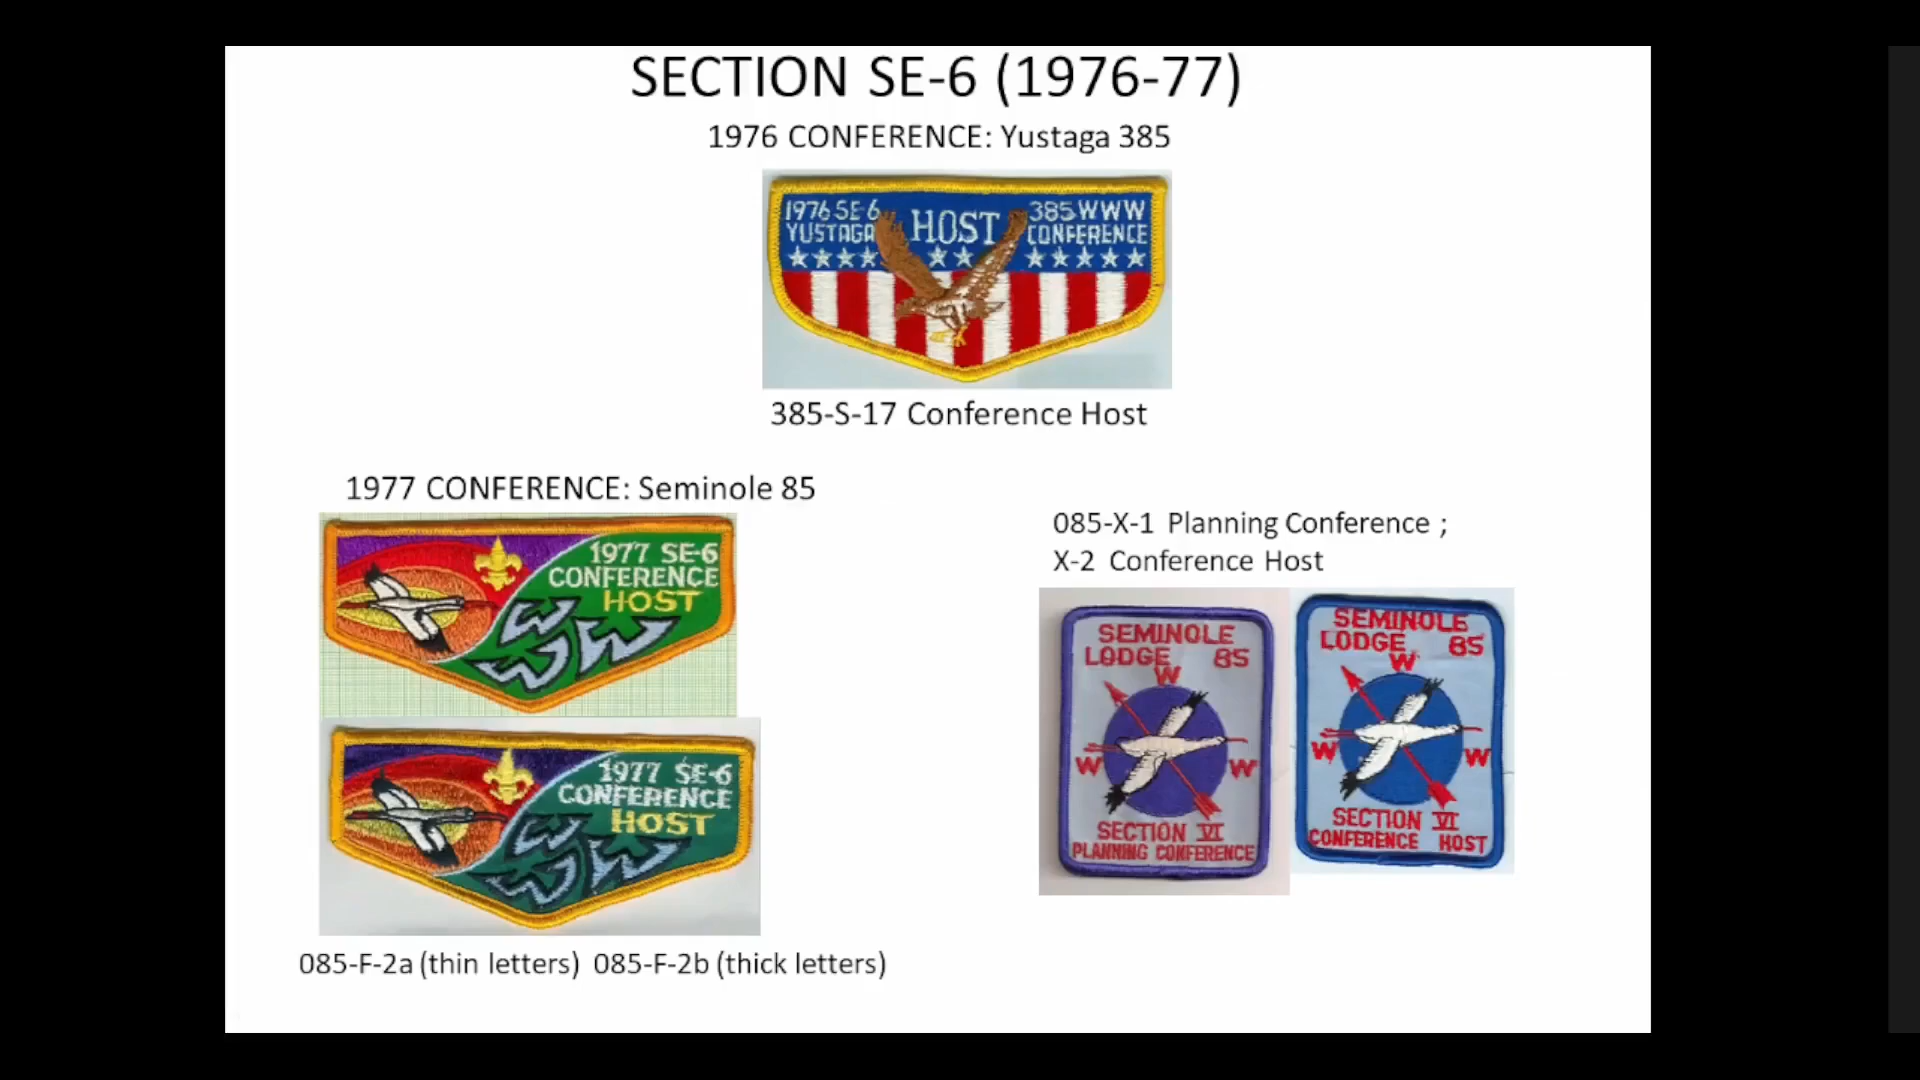 SECTION SE-6 (1976-77)
1976 CONFERENCE: Yustaga 385
1976 SE-6 HOST 385 WWW
YUSTAGA CONFERENCE
385-S-17 Conference Host
1977 CONFERENCE: Seminole 85
1977 SE-6
CONFERENCE
HOST
WWW
1977 SE-6
CONFERENCE
HOST
WWW
085-F-2a (thin letters) 085-F-2b (thick letters)
085-X-1 Planning Conference ;
X-2 Conference Host
SEMINOLE
LODGE 85
W
W W
SECTION VI
PLANNING CONFERENCE
SEMINOLE
LODGE 85
W
W W
SECTION VI
CONFERENCE HOST